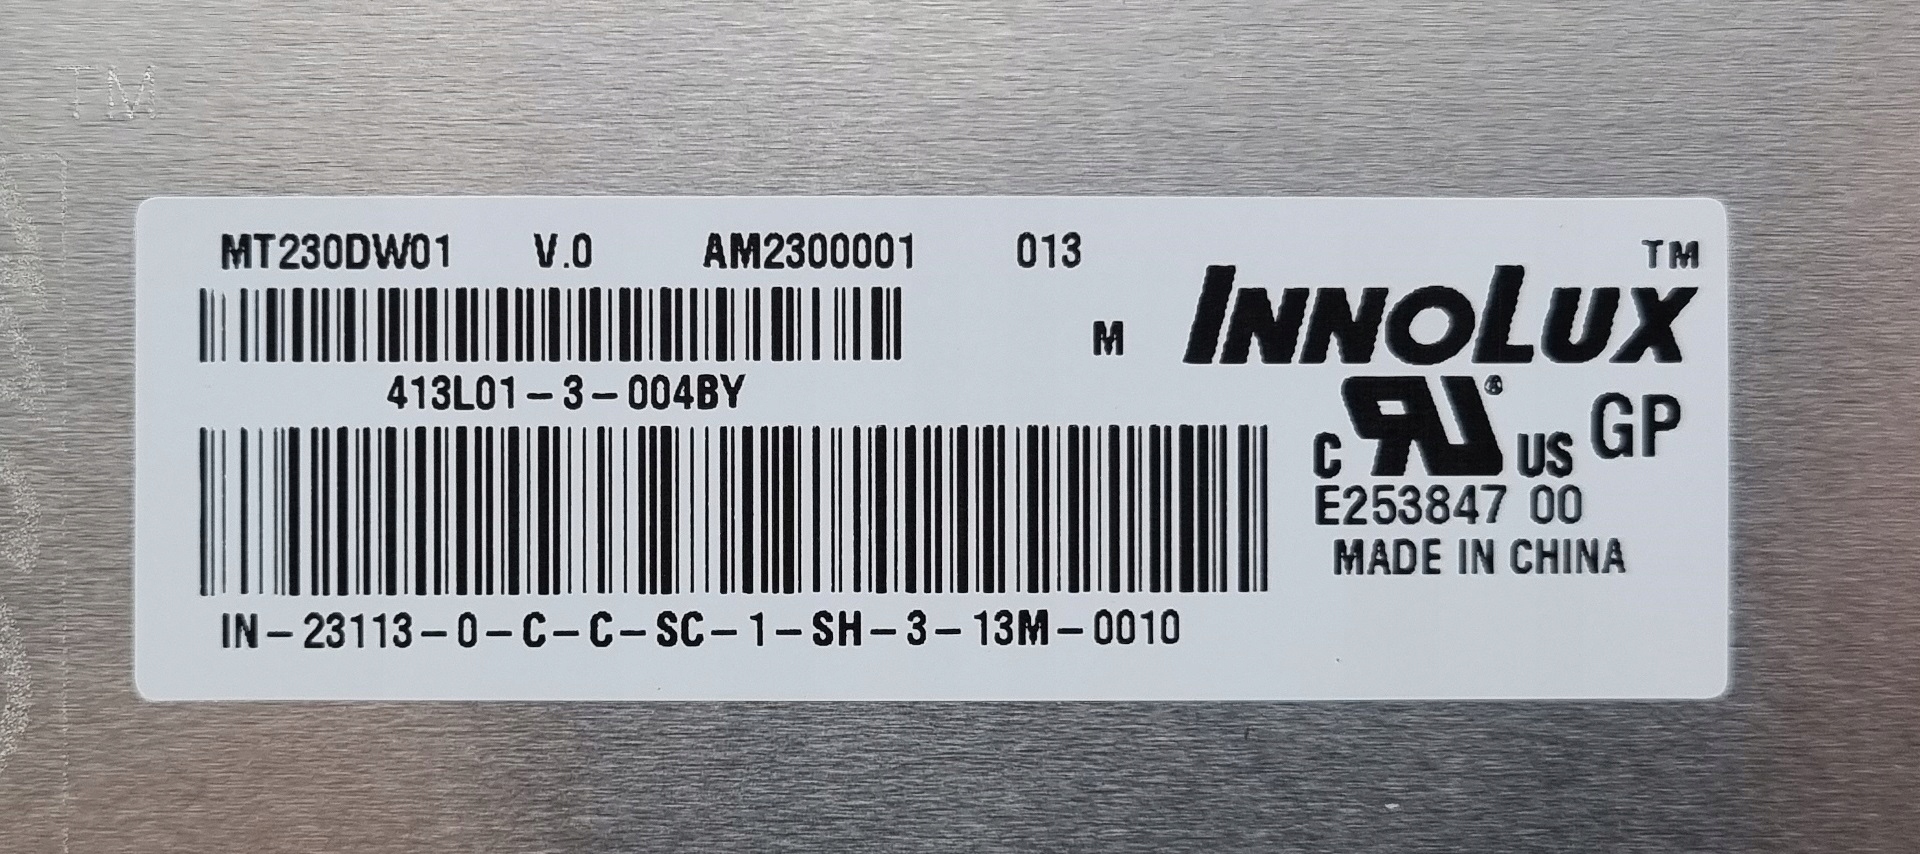 TM
MT230DW01 V.0 AM2300001 013
TM
INNOLUX
M
413L01-3-004BY
c RU ® US GP
E253847 00
MADE IN CHINA
IN-23113-0-C-C-SC-1-SH-3-13M-0010